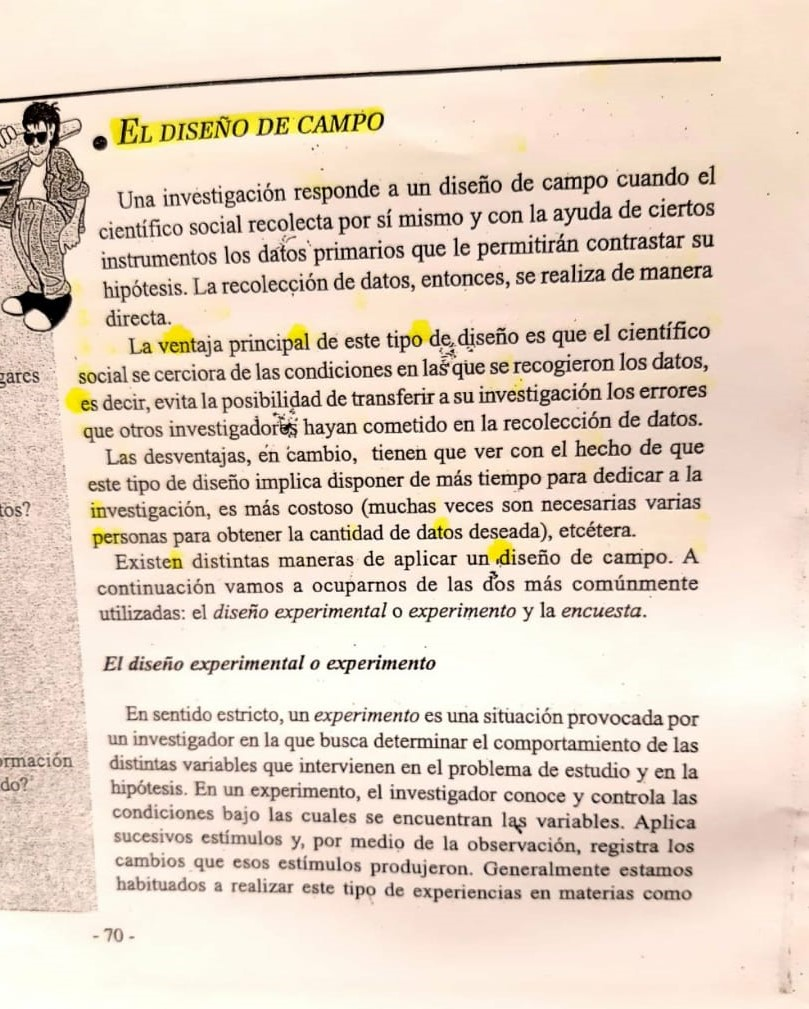 EL DISEÑO DE CAMPO
Una investigación responde a un diseño de campo cuando el
científico social recolecta por sí mismo y con la ayuda de ciertos
instrumentos los datos primarios que le permitirán contrastar su
hipótesis. La recolección de datos, entonces, se realiza de manera
directa.
La ventaja principal de este tipo de diseño es que el científico
social se cerciora de las condiciones en las que se recogieron los datos,
es decir, evita la posibilidad de transferir a su investigación los errores
que otros investigadores hayan cometido en la recolección de datos.
Las desventajas, en cambio, tienen que ver con el hecho de que
este tipo de diseño implica disponer de más tiempo para dedicar a la
investigación, es más costoso (muchas veces son necesarias varias
personas para obtener la cantidad de datos deseada), etcétera.
Existen distintas maneras de aplicar un diseño de campo. A
continuación vamos a ocuparnos de las dos más comúnmente
utilizadas: el diseño experimental o experimento y la encuesta.
El diseño experimental o experimento
En sentido estricto, un experimento es una situación provocada por
un investigador en la que busca determinar el comportamiento de las
distintas variables que intervienen en el problema de estudio y en la
hipótesis. En un experimento, el investigador conoce y controla las
condiciones bajo las cuales se encuentran las variables. Aplica
sucesivos estímulos y, por medio de la observación, registra los
cambios que esos estímulos produjeron. Generalmente estamos
habituados a realizar este tipo de experiencias en materias como
- 70 -
gares
tos?
ormación
do?